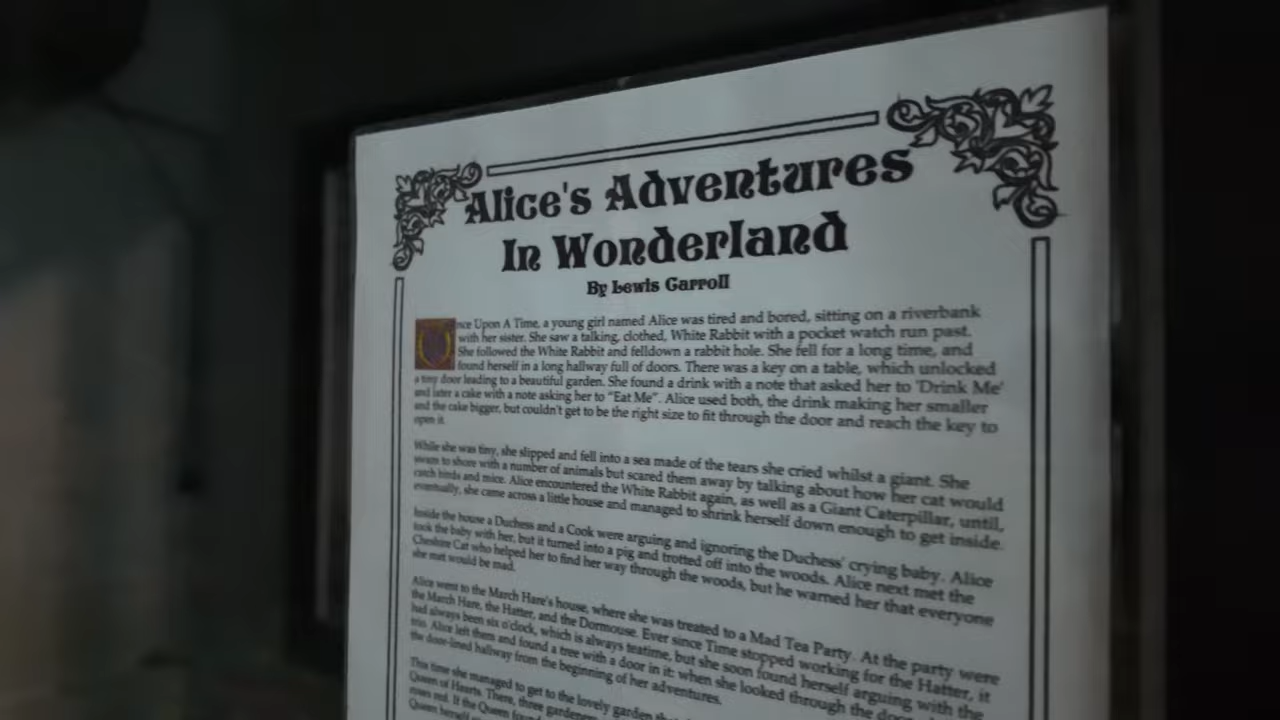 Alice's Adventures
In Wonderland
By Lewis Carroll
Once Upon A Time, a young girl named Alice was tired and bored, sitting on a riverbank
with her sister. She saw a talking, clothed, White Rabbit with a pocket watch run past.
She followed the White Rabbit and felldown a rabbit hole. She fell for a long time, and
found herself in a long hallway full of doors. There was a key on a table, which unlocked
a tiny door leading to a beautiful garden. She found a drink with a note that asked her to 'Drink Me'
and later a cake with a note asking her to "Eat Me". Alice used both, the drink making her smaller
and the cake bigger, but couldn't get to be the right size to fit through the door and reach the key to
open it.
While she was tiny, she slipped and fell into a sea made of the tears she cried whilst a giant. She
swam to shore with a number of animals but scared them away by talking about how her cat would
catch birds and mice. Alice encountered the White Rabbit again, as well as a Giant Caterpillar, until,
eventually, she came across a little house and managed to shrink herself down enough to get inside.
Inside the house a Duchess and a Cook were arguing and ignoring the Duchess' crying baby. Alice
took the baby with her, but it turned into a pig and trotted off into the woods. Alice next met the
Cheshire Cat who helped her to find her way through the woods, but he warned her that everyone
she met would be mad.
Alice went to the March Hare's house, where she was treated to a Mad Tea Party. At the party were
the March Hare, the Hatter, and the Dormouse. Ever since Time stopped working for the Hatter, it
had always been six o'clock, which is always teatime, but she soon found herself arguing with the
trio. Alice left them and found a tree with a door in it: when she looked through the door,
the door-lined hallway from the beginning of her adventures.
This time she managed to get to the lovely garden
Queen of Hearts. There, three gardeners
roses red. If the Queen found
Queen herself